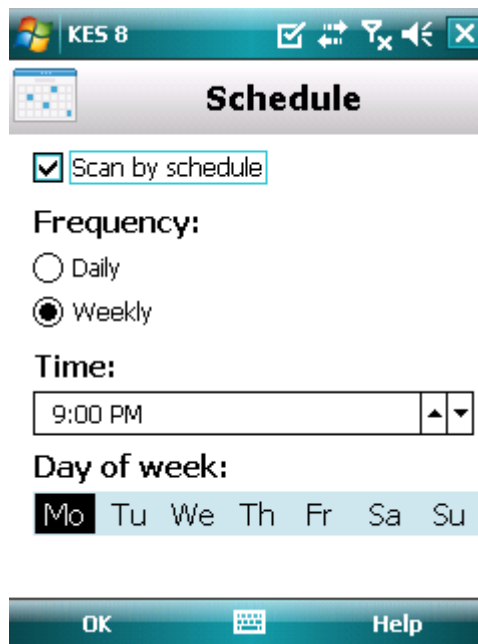 KES 8
Schedule
Scan by schedule
Frequency:
Daily
Weekly
Time:
9:00 PM
Day of week:
Mo Tu We Th Fr Sa Su
OK Help